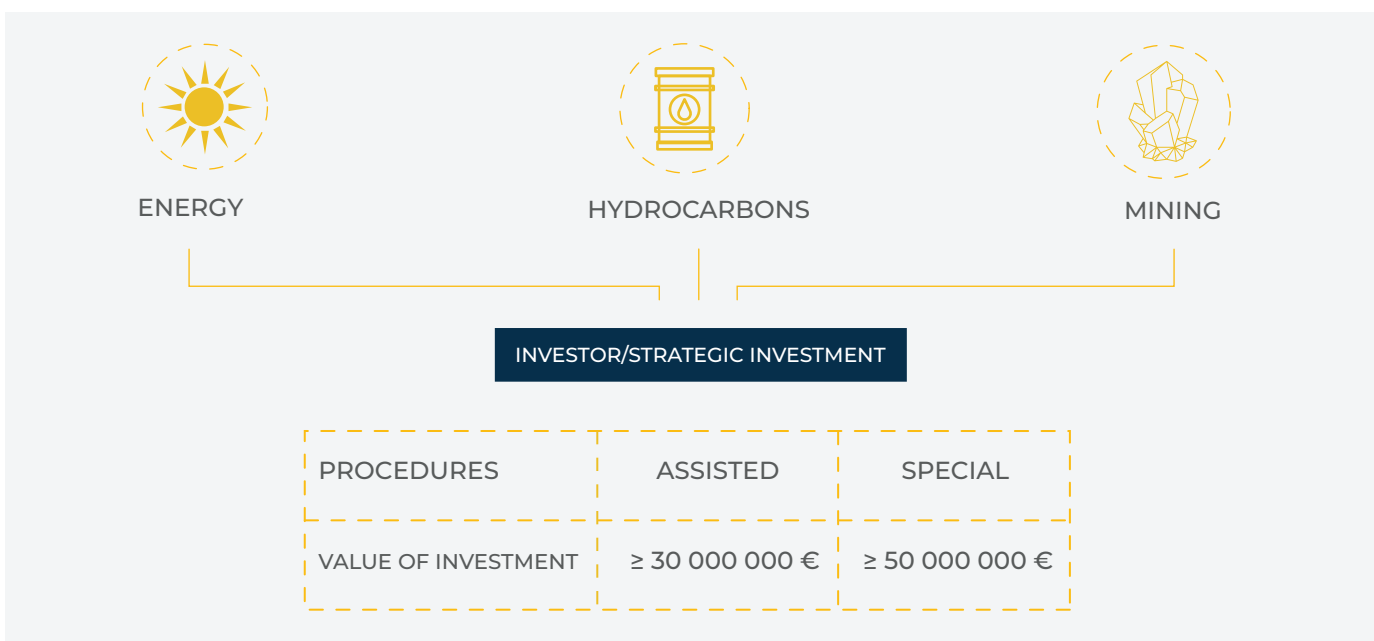 ENERGY
HYDROCARBONS
MINING
INVESTOR/STRATEGIC INVESTMENT
PROCEDURES ASSISTED SPECIAL
VALUE OF INVESTMENT ≥ 30 000 000 € ≥ 50 000 000 €